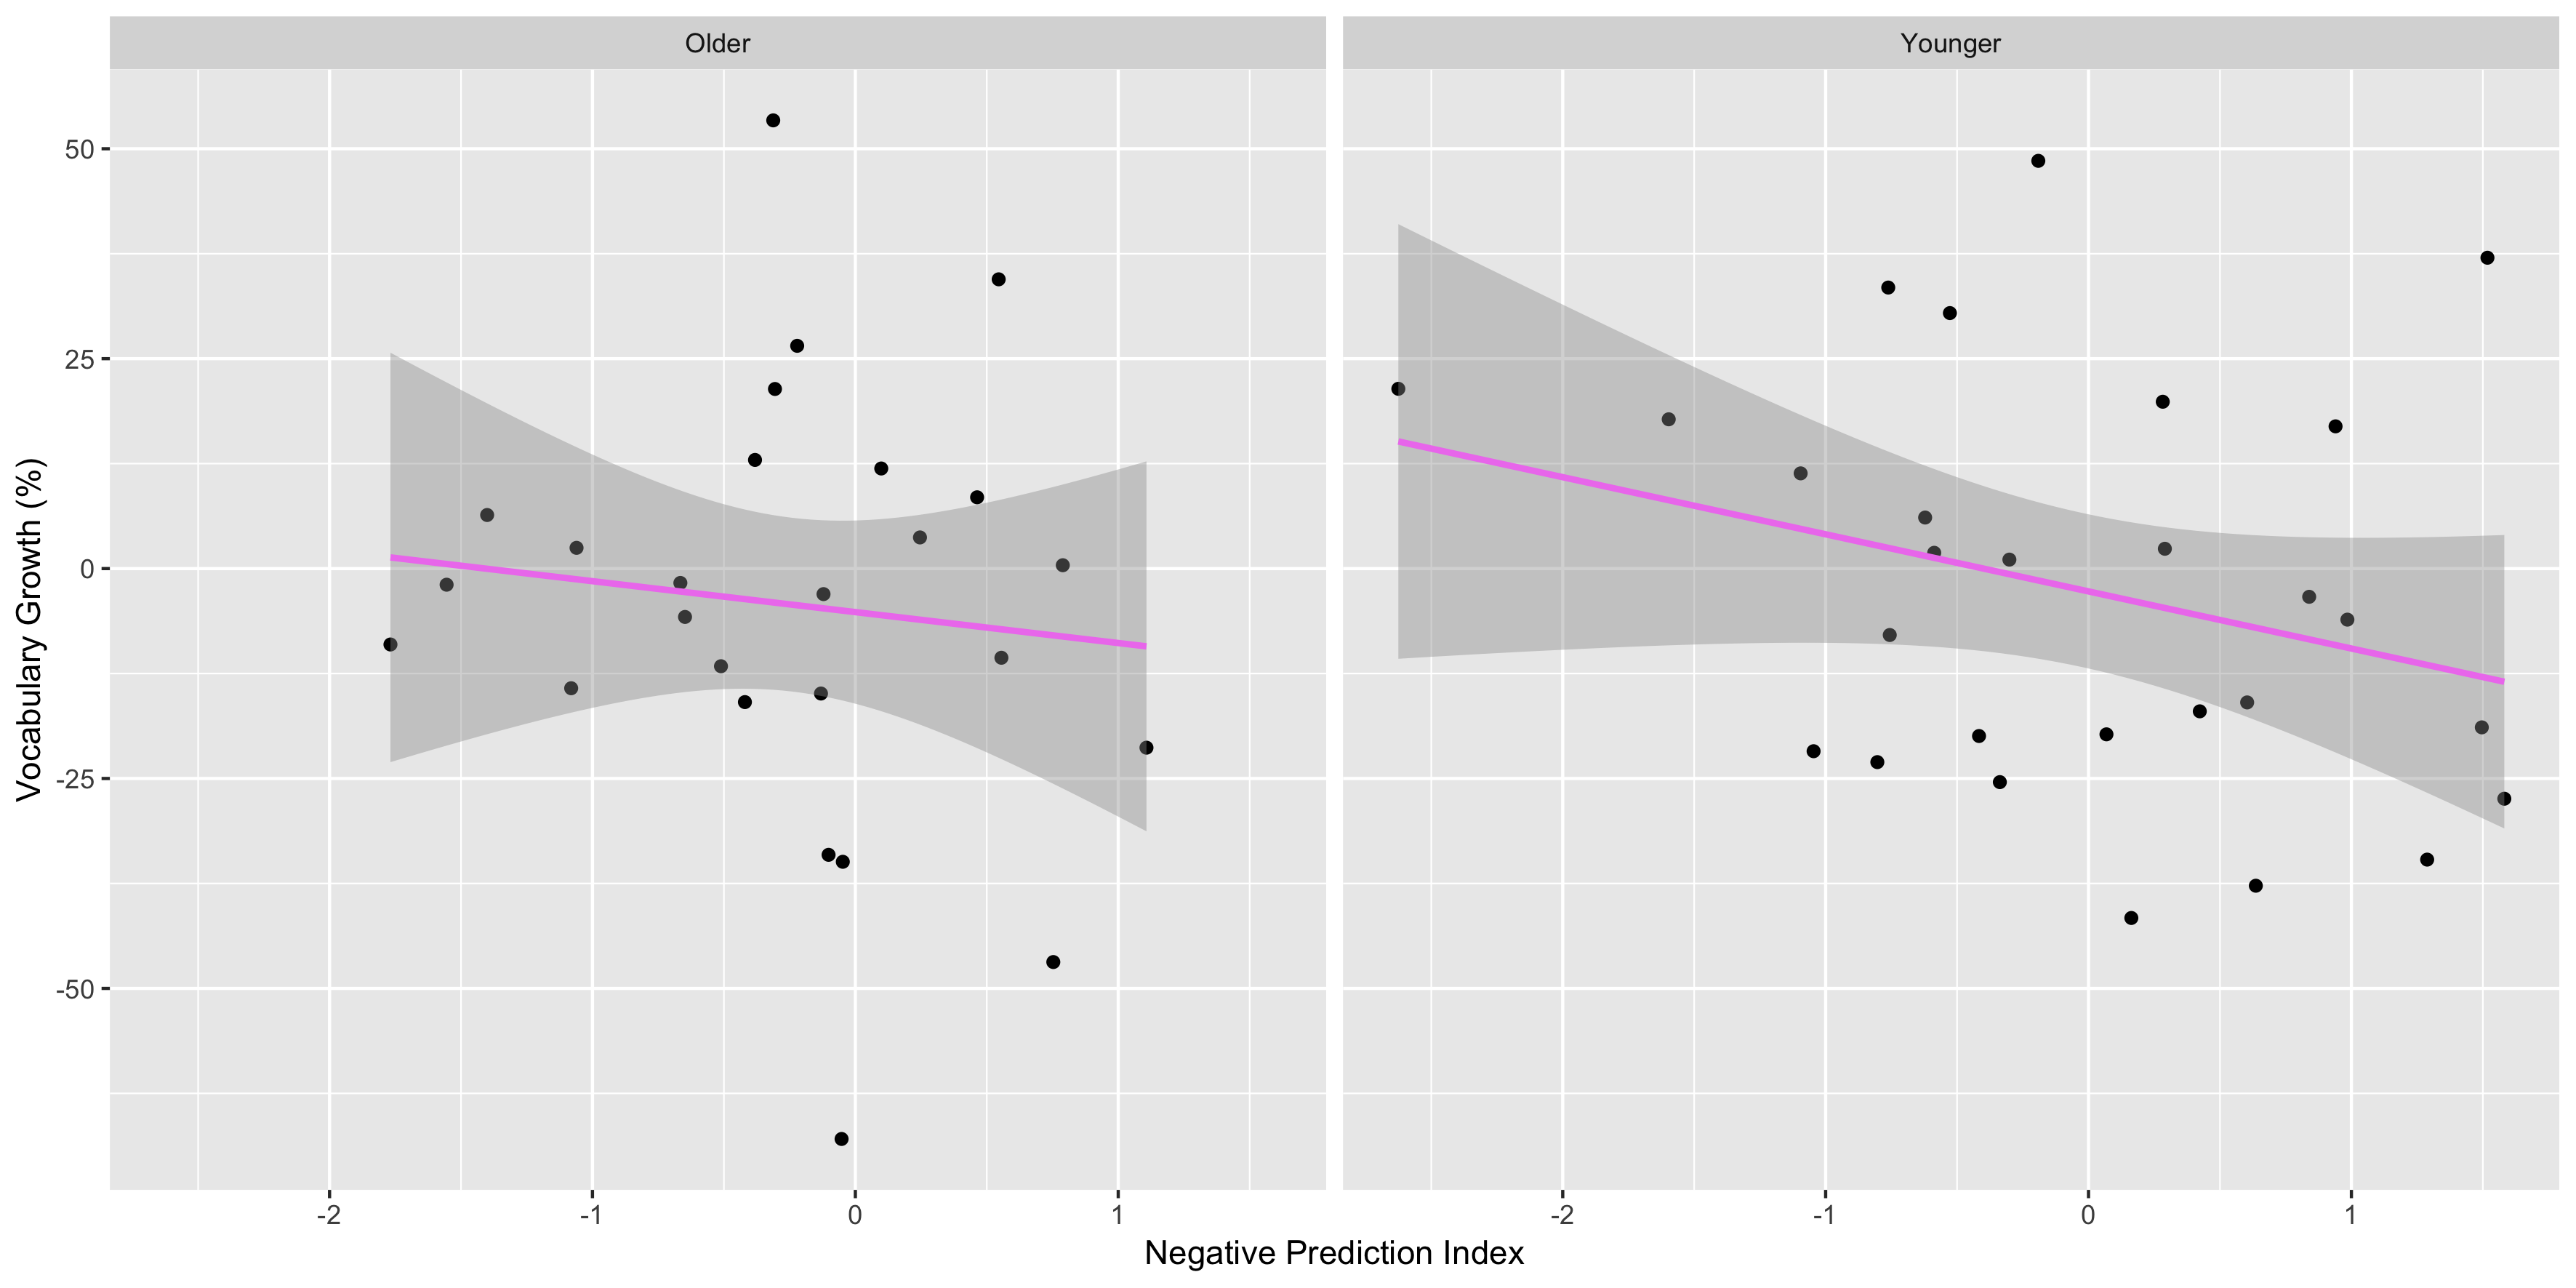 Older
Younger
50
25
0
-25
-50
Vocabulary Growth (%)
-2 -1 0 1
-2 -1 0 1
Negative Prediction Index